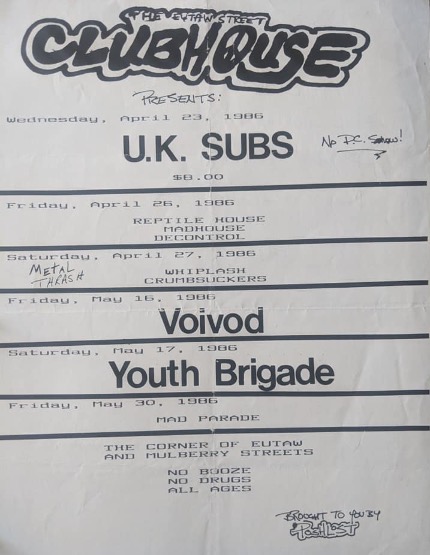 THE EUTAW STREET
CLUBHOUSE
PRESENTS:
Wednesday, April 23, 1986
U.K. SUBS
No D.C. Show!
$8.00
Friday, April 26, 1986
REPTILE HOUSE
MADHOUSE
DECONTROL
Saturday, April 27, 1986
METAL
THRASH
WHIPLASH
CRUMBSUCKERS
Friday, May 16, 1986
Voivod
Saturday, May 17, 1986
Youth Brigade
Friday, May 30, 1986
MAD PARADE
THE CORNER OF EUTAW
AND MULBERRY STREETS
NO BOOZE
NO DRUGS
ALL AGES
BROUGHT TO YOU BY